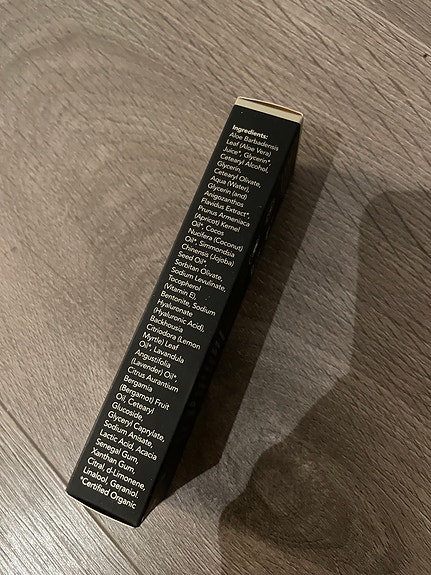 Ingredients:
Aloe Barbadensis
Leaf (Aloe Vera)
Juice*, Glycerin*,
Cetearyl Alcohol,
Glycerin,
Cetearyl Olivate,
Aqua (Water),
Glycerin (and)
Anigozanthos
Flavidus Extract*,
Prunus Armeniaca
(Apricot) Kernel
Oil*, Cocos
Nucifera (Coconut)
Oil*, Simmondsia
Chinensis (Jojoba)
Seed Oil*,
Sorbitan Olivate,
Sodium Levulinate,
Tocopherol
(Vitamin E),
Bentonite, Sodium
Hyaluronate
(Hyaluronic Acid),
Backhousia
Citriodora (Lemon
Myrtle) Leaf
Oil*, Lavandula
Angustifolia
(Lavender) Oil*,
Citrus Aurantium
Bergamia
(Bergamot) Fruit
Oil, Cetearyl
Glucoside,
Glyceryl Caprylate,
Sodium Anisate,
Lactic Acid, Acacia
Senegal Gum,
Xanthan Gum,
Citral, d-Limonene,
Linalool, Geraniol.
*Certified Organic